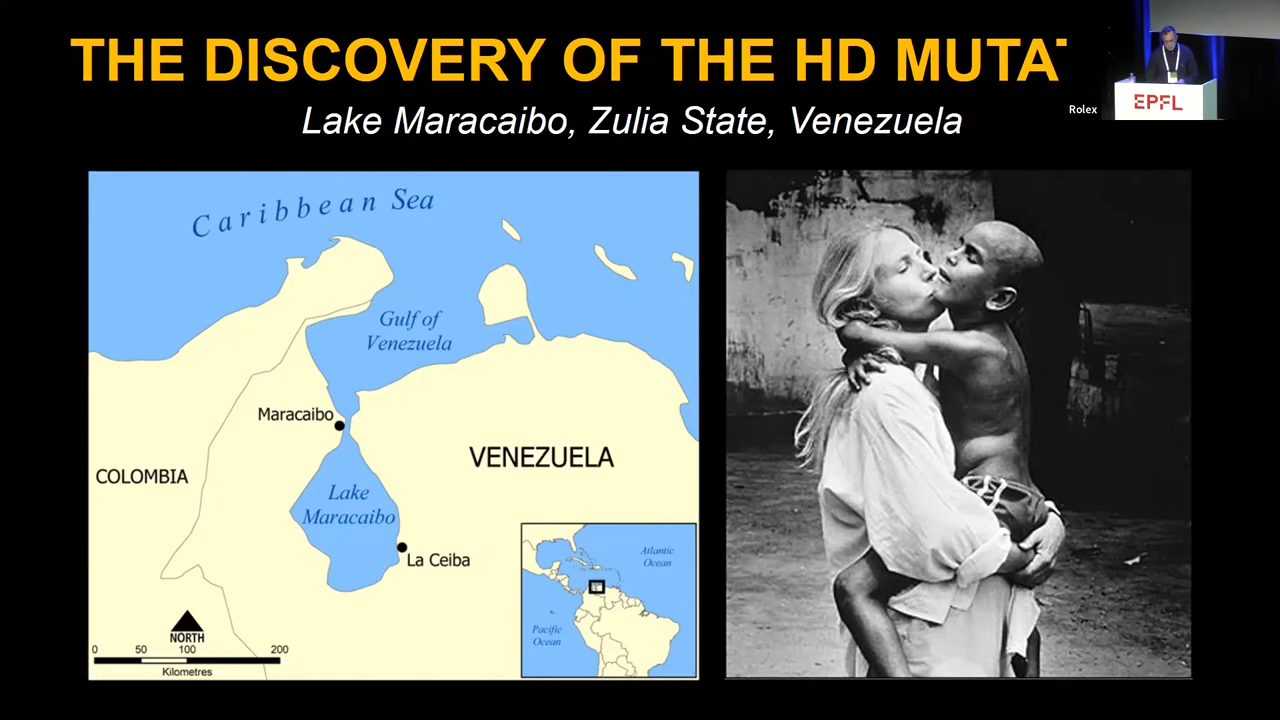 THE DISCOVERY OF THE HD MUTA
Lake Maracaibo, Zulia State, Venezuela
Rolex
EPFL
Caribbean Sea
Gulf of
Venezuela
Maracaibo
COLOMBIA
VENEZUELA
Lake
Maracaibo
La Ceiba
Atlantic
Ocean
Pacific
Ocean
NORTH
0 50 100 200
Kilometres